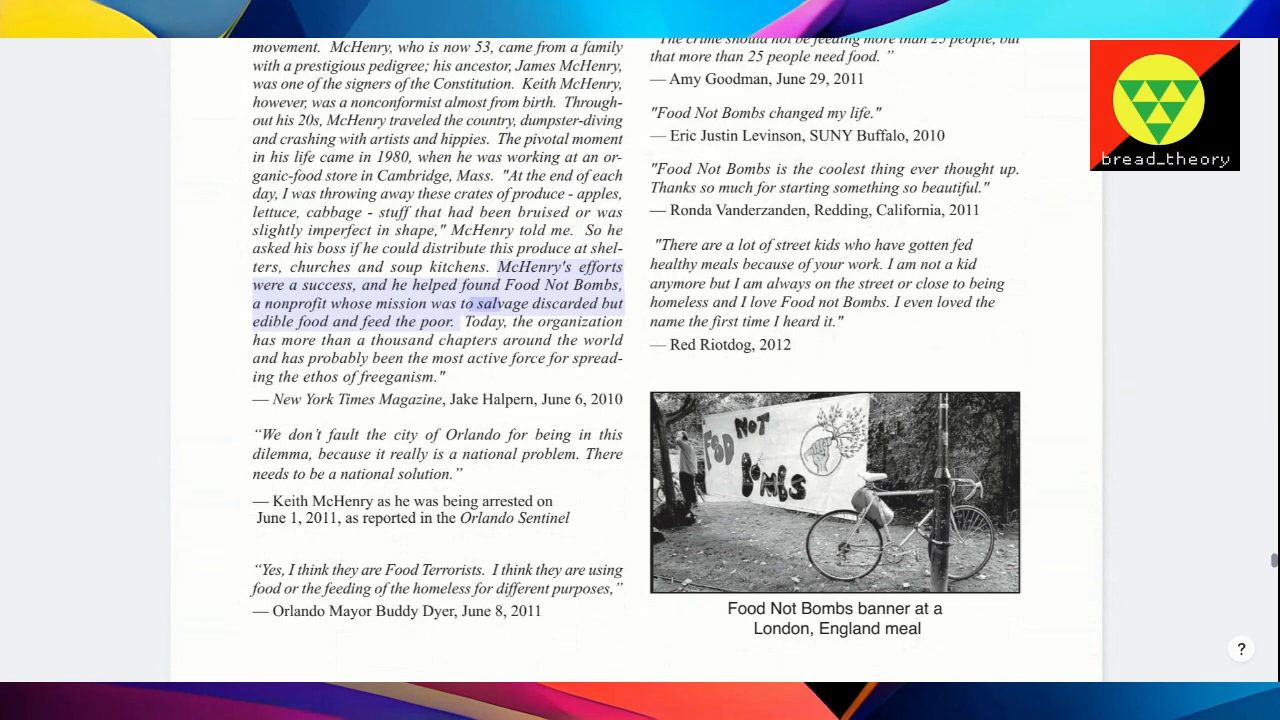 movement. McHenry, who is now 53, came from a family
with a prestigious pedigree; his ancestor, James McHenry,
was one of the signers of the Constitution. Keith McHenry,
however, was a nonconformist almost from birth. Through-
out his 20s, McHenry traveled the country, dumpster-diving
and crashing with artists and hippies. The pivotal moment
in his life came in 1980, when he was working at an or-
ganic-food store in Cambridge, Mass. "At the end of each
day, I was throwing away these crates of produce - apples,
lettuce, cabbage - stuff that had been bruised or was
slightly imperfect in shape," McHenry told me. So he
asked his boss if he could distribute this produce at shel-
ters, churches and soup kitchens. McHenry's efforts
were a success, and he helped found Food Not Bombs,
a nonprofit whose mission was to salvage discarded but
edible food and feed the poor. Today, the organization
has more than a thousand chapters around the world
and has probably been the most active force for spread-
ing the ethos of freeganism."
— New York Times Magazine, Jake Halpern, June 6, 2010
“We don’t fault the city of Orlando for being in this
dilemma, because it really is a national problem. There
needs to be a national solution.”
— Keith McHenry as he was being arrested on
June 1, 2011, as reported in the Orlando Sentinel
“Yes, I think they are Food Terrorists. I think they are using
food or the feeding of the homeless for different purposes,”
— Orlando Mayor Buddy Dyer, June 8, 2011
"The crime should not be feeding more than 25 people, but
that more than 25 people need food. ”
— Amy Goodman, June 29, 2011
"Food Not Bombs changed my life."
— Eric Justin Levinson, SUNY Buffalo, 2010
"Food Not Bombs is the coolest thing ever thought up.
Thanks so much for starting something so beautiful."
— Ronda Vanderzanden, Redding, California, 2011
"There are a lot of street kids who have gotten fed
healthy meals because of your work. I am not a kid
anymore but I am always on the street or close to being
homeless and I love Food not Bombs. I even loved the
name the first time I heard it."
— Red Riotdog, 2012
FOOD NOT
BOMBS
Food Not Bombs banner at a
London, England meal
bread_theory
?